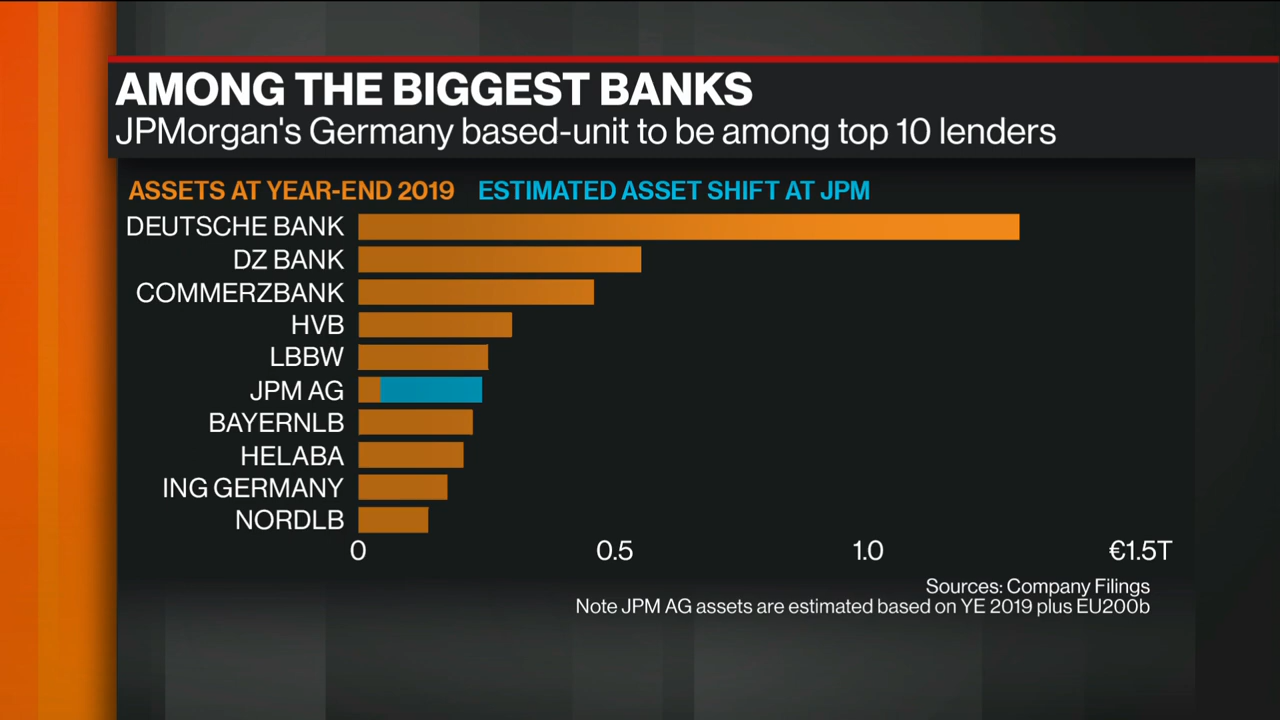 AMONG THE BIGGEST BANKS
JPMorgan's Germany based-unit to be among top 10 lenders
ASSETS AT YEAR-END 2019 ESTIMATED ASSET SHIFT AT JPM
DEUTSCHE BANK
DZ BANK
COMMERZBANK
HVB
LBBW
JPM AG
BAYERNLB
HELABA
ING GERMANY
NORDLB
0 0.5 1.0 €1.5T
Sources: Company Filings
Note JPM AG assets are estimated based on YE 2019 plus EU200b